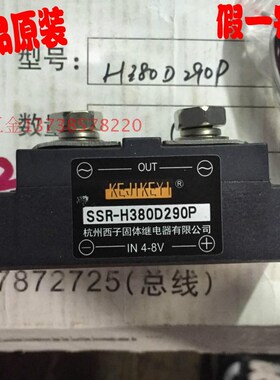 品原装
假一
型号:
H380D290P
数
OUT
KEJIKEYI®
SSR-H380D290P
杭州西子固体继电器有限公司
IN 4-8V
7872725(总线)